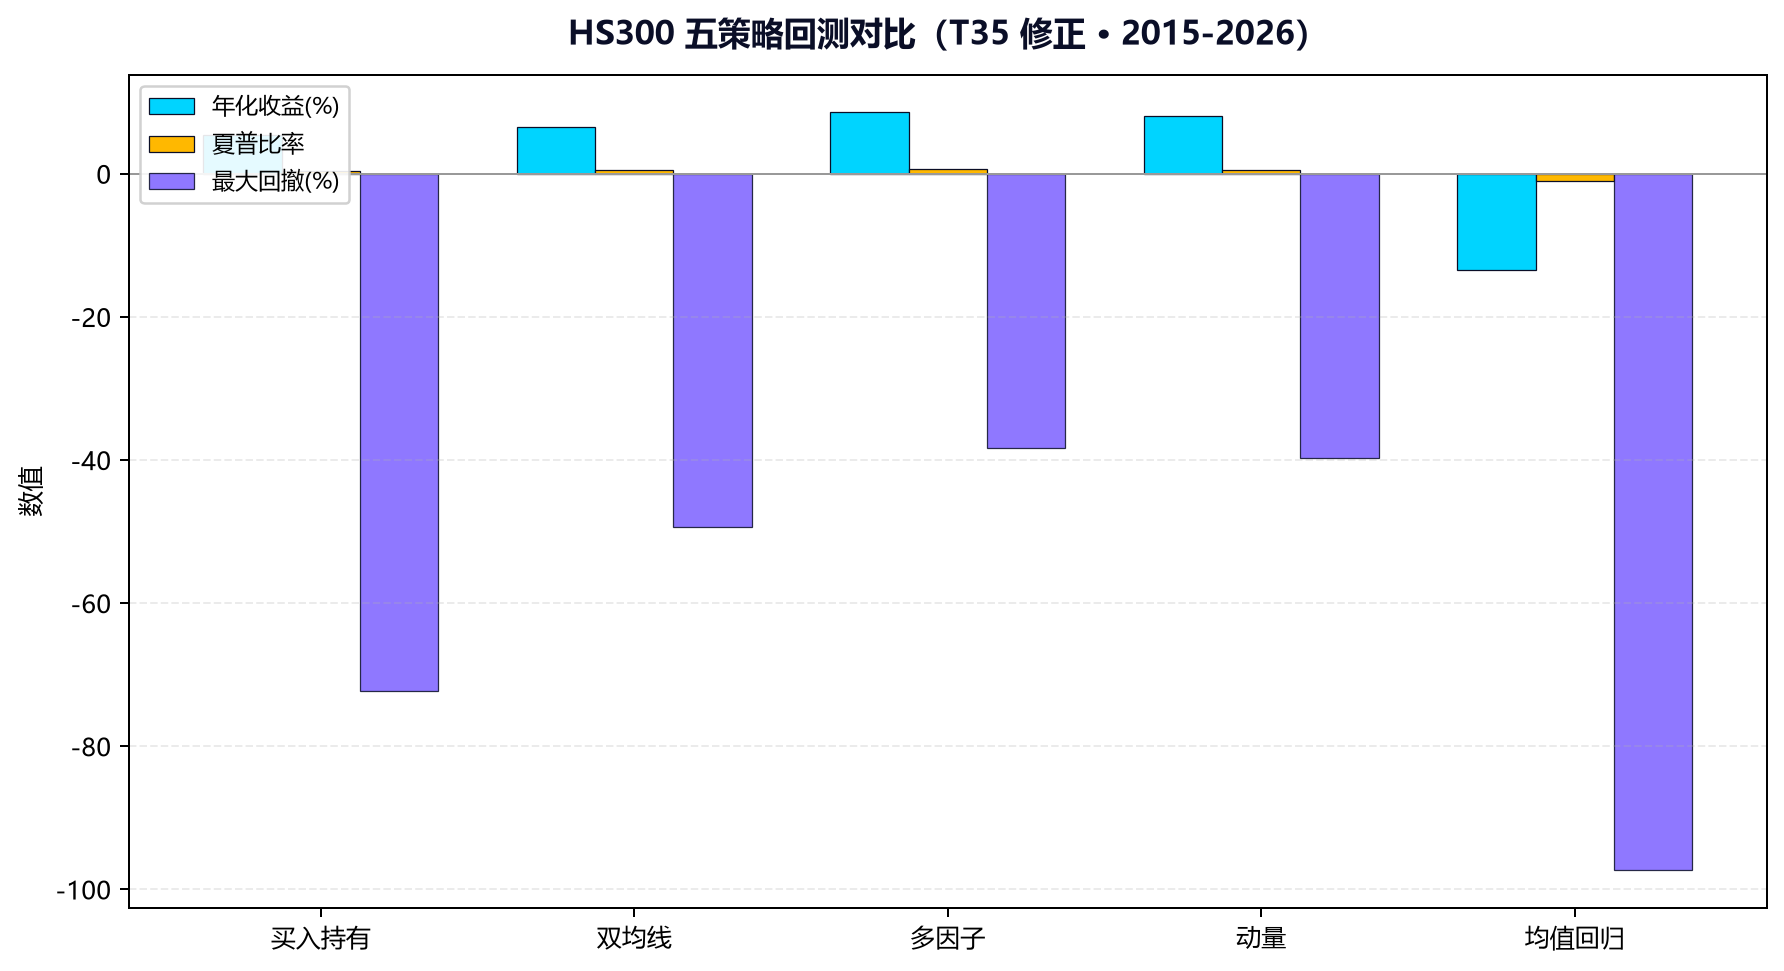 HS300 五策略回测对比（T35 修正 • 2015-2026）
年化收益(%)
夏普比率
最大回撤(%)
数值
0
-20
-40
-60
-80
-100
买入持有
双均线
多因子
动量
均值回归